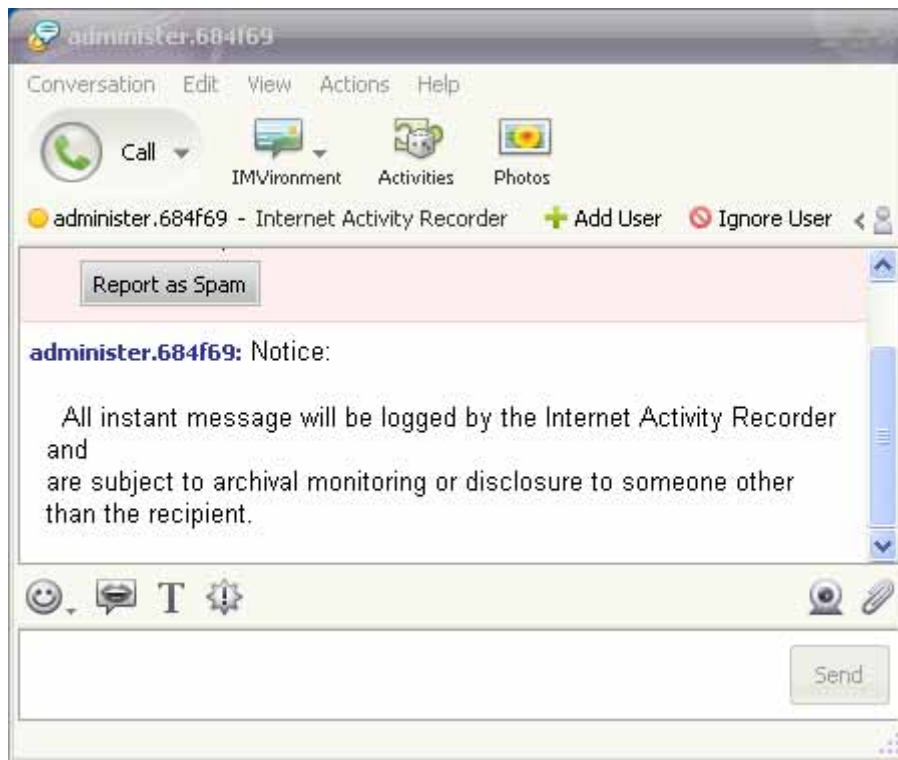 administer.684f69
Conversation Edit View Actions Help
Call
IMVironment Activities Photos
administer.684f69 - Internet Activity Recorder Add User Ignore User
Report as Spam
administer.684f69: Notice:
All instant message will be logged by the Internet Activity Recorder
and
are subject to archival monitoring or disclosure to someone other
than the recipient.
T
Send